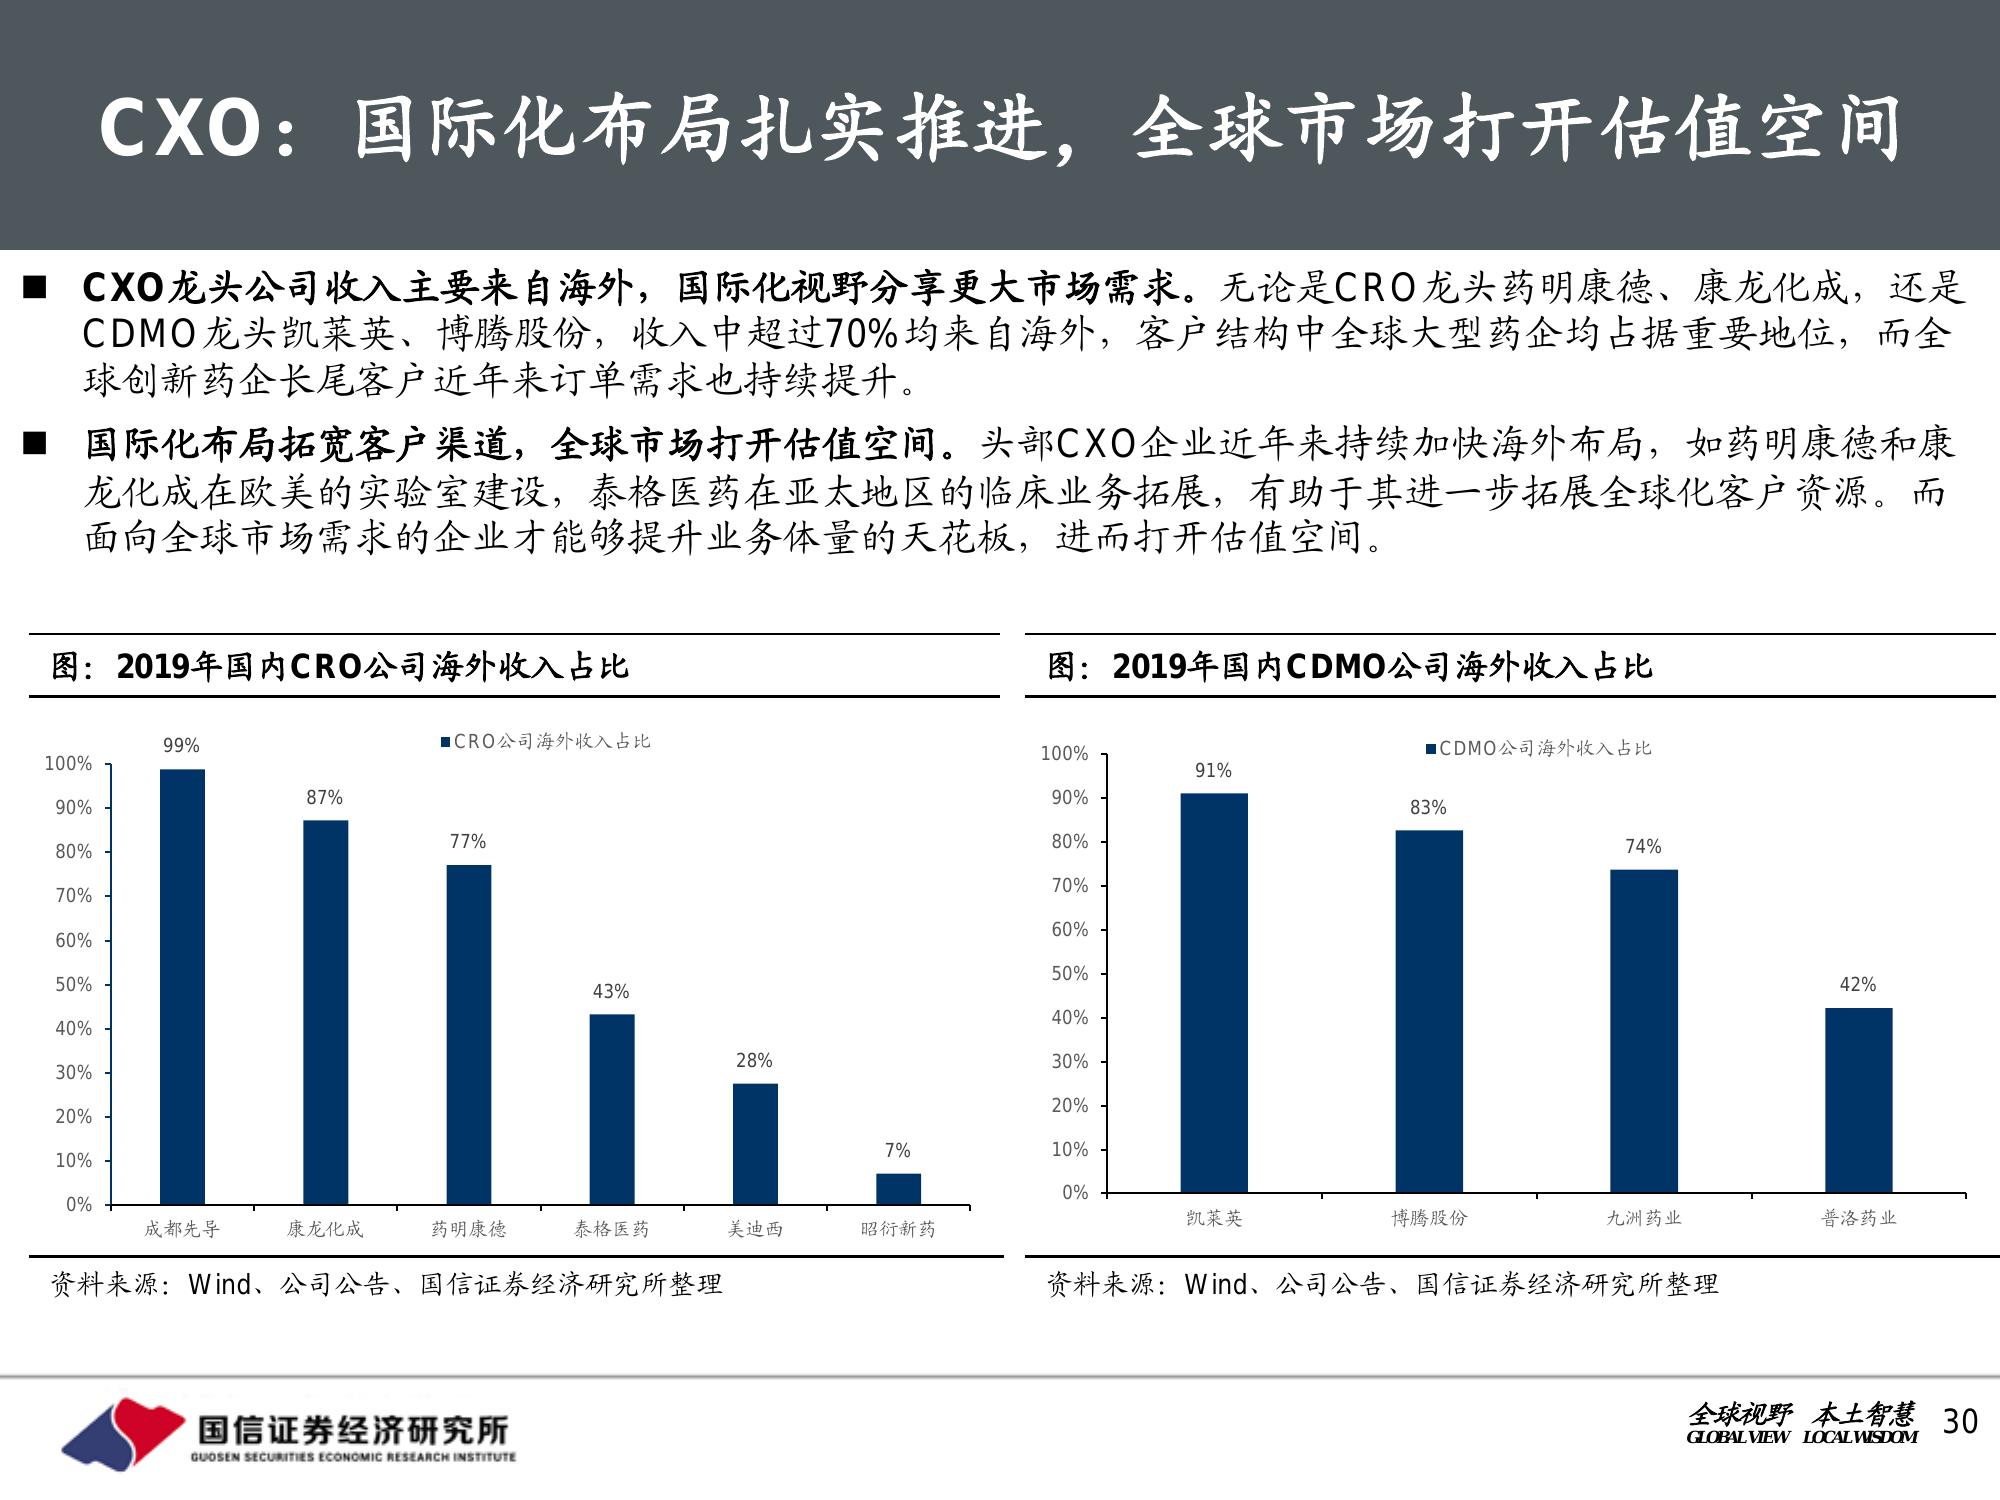 CXO：国际化布局扎实推进，全球市场打开估值空间
■ CXO龙头公司收入主要来自海外，国际化视野分享更大市场需求。无论是CRO龙头药明康德、康龙化成，还是
CDMO龙头凯莱英、博腾股份，收入中超过70%均来自海外，客户结构中全球大型药企均占据重要地位，而全
球创新药企长尾客户近年来订单需求也持续提升。
■ 国际化布局拓宽客户渠道，全球市场打开估值空间。头部CXO企业近年来持续加快海外布局，如药明康德和康
龙化成在欧美的实验室建设，泰格医药在亚太地区的临床业务拓展，有助于其进一步拓展全球化客户资源。而
面向全球市场需求的企业才能够提升业务体量的天花板，进而打开估值空间。
图：2019年国内CRO公司海外收入占比
CRO公司海外收入占比
100%
90%
80%
70%
60%
50%
40%
30%
20%
10%
0%
99%
87%
77%
43%
28%
7%
成都先导 康龙化成 药明康德 泰格医药 美迪西 昭衍新药
资料来源：Wind、公司公告、国信证券经济研究所整理
图：2019年国内CDMO公司海外收入占比
CDMO公司海外收入占比
100%
90%
80%
70%
60%
50%
40%
30%
20%
10%
0%
91%
83%
74%
42%
凯莱英 博腾股份 九洲药业 普洛药业
资料来源：Wind、公司公告、国信证券经济研究所整理
国信证券经济研究所
GUOSEN SECURITIES ECONOMIC RESEARCH INSTITUTE
全球视野 本土智慧
GLOBAL VIEW LOCAL WISDOM
30